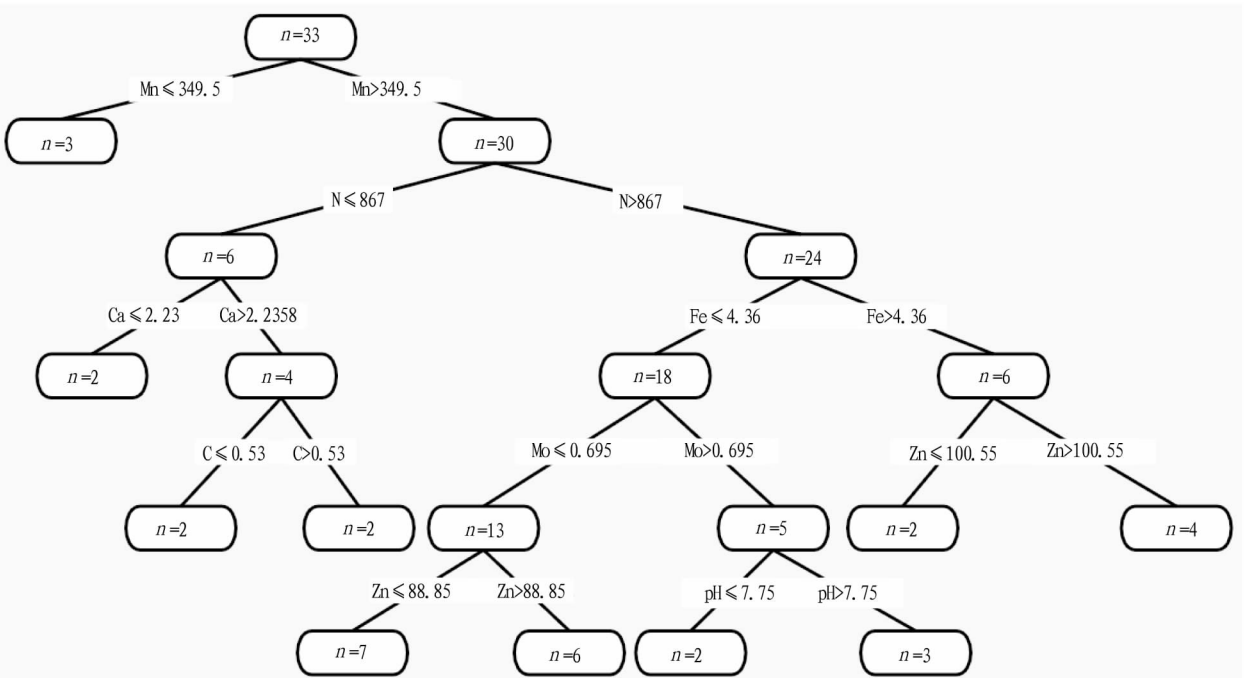 n=33
Mn≤349.5 Mn>349.5
n=3 n=30
N≤867 N>867
n=6 n=24
Ca≤2.23 Ca>2.2358 Fe≤4.36 Fe>4.36
n=2 n=4 n=18 n=6
C≤0.53 C>0.53 Mo≤0.695 Mo>0.695 Zn≤100.55 Zn>100.55
n=2 n=2 n=13 n=5 n=2 n=4
Zn≤88.85 Zn>88.85 pH≤7.75 pH>7.75
n=7 n=6 n=2 n=3